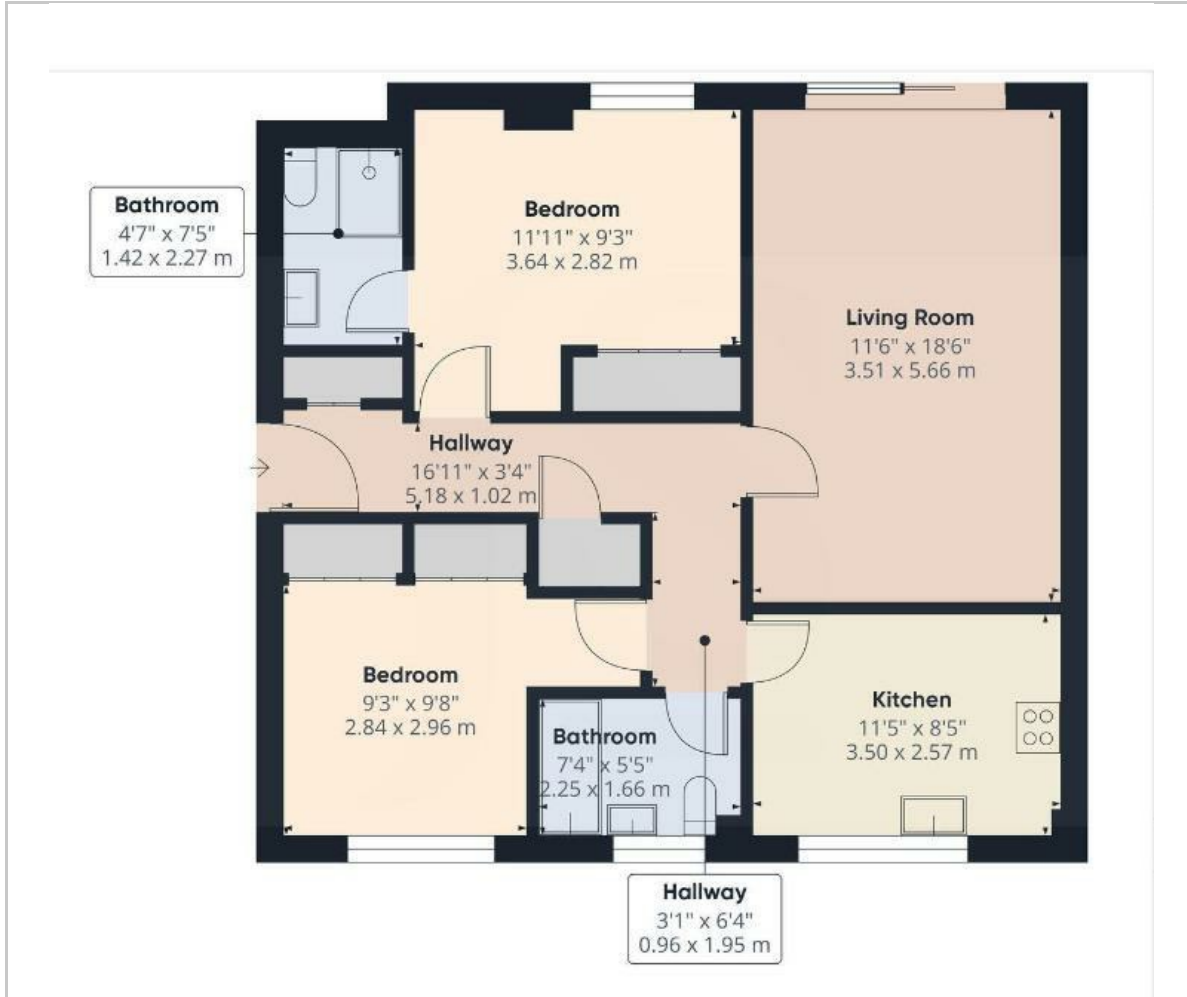 Bathroom
4'7" x 7'5"
1.42 x 2.27 m
Bedroom
11'11" x 9'3"
3.64 x 2.82 m
Living Room
11'6" x 18'6"
3.51 x 5.66 m
Hallway
16'11" x 3'4"
5.18 x 1.02 m
Bedroom
9'3" x 9'8"
2.84 x 2.96 m
Bathroom
7'4" x 5'5"
2.25 x 1.66 m
Kitchen
11'5" x 8'5"
3.50 x 2.57 m
Hallway
3'1" x 6'4"
0.96 x 1.95 m